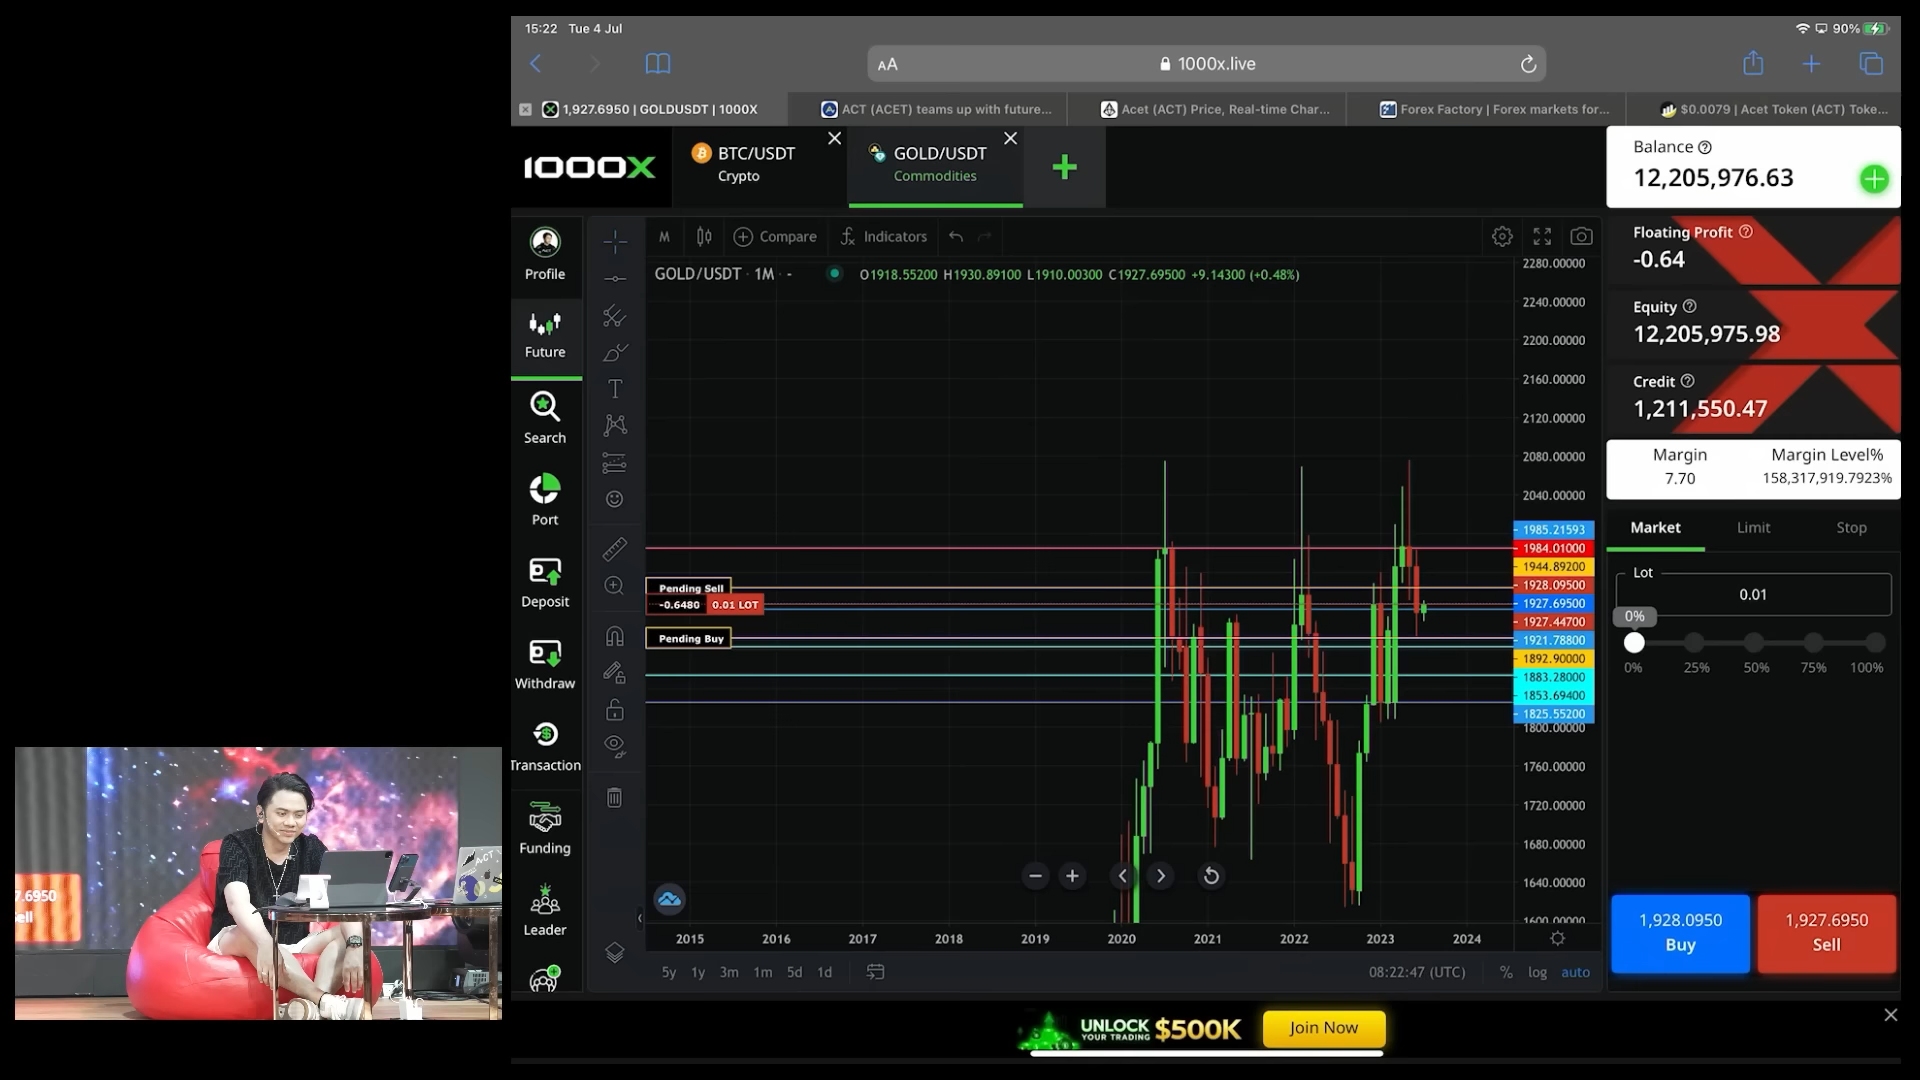 15:22 Tue 4 Jul
90%
AA
1000x.live
1,927.6950 | GOLDUSDT | 1000X
ACT (ACET) teams up with future...
Acet (ACT) Price, Real-time Char...
Forex Factory | Forex markets for...
$0.0079 | Acet Token (ACT) Toke...
1000X
BTC/USDT
Crypto
GOLD/USDT
Commodities
Balance
12,205,976.63
Floating Profit
-0.64
Equity
12,205,975.98
Credit
1,211,550.47
Margin
7.70
Margin Level%
158,317,919.7923%
Market
Limit
Stop
Lot
0.01
0%
0%
25%
50%
75%
100%
1,928.0950
Buy
1,927.6950
Sell
Profile
Future
Search
Port
Deposit
Withdraw
Transaction
Funding
Leader
M
Compare
Indicators
GOLD/USDT · 1M · -
O1918.55200 H1930.89100 L1910.00300 C1927.69500 +9.14300 (+0.48%)
2280.00000
2240.00000
2200.00000
2160.00000
2120.00000
2080.00000
2040.00000
1985.21593
1984.01000
1944.89200
1928.09500
1927.69500
1927.44700
1921.78800
1892.90000
1883.28000
1853.69400
1825.55200
1800.00000
1760.00000
1720.00000
1680.00000
1640.00000
1600.00000
Pending Sell
-0.6480 0.01 LOT
Pending Buy
2015
2016
2017
2018
2019
2020
2021
2022
2023
2024
5y
1y
3m
1m
5d
1d
08:22:47 (UTC)
%
log
auto
UNLOCK
YOUR TRADING
$500K
Join Now
7.6950
ell
ACT